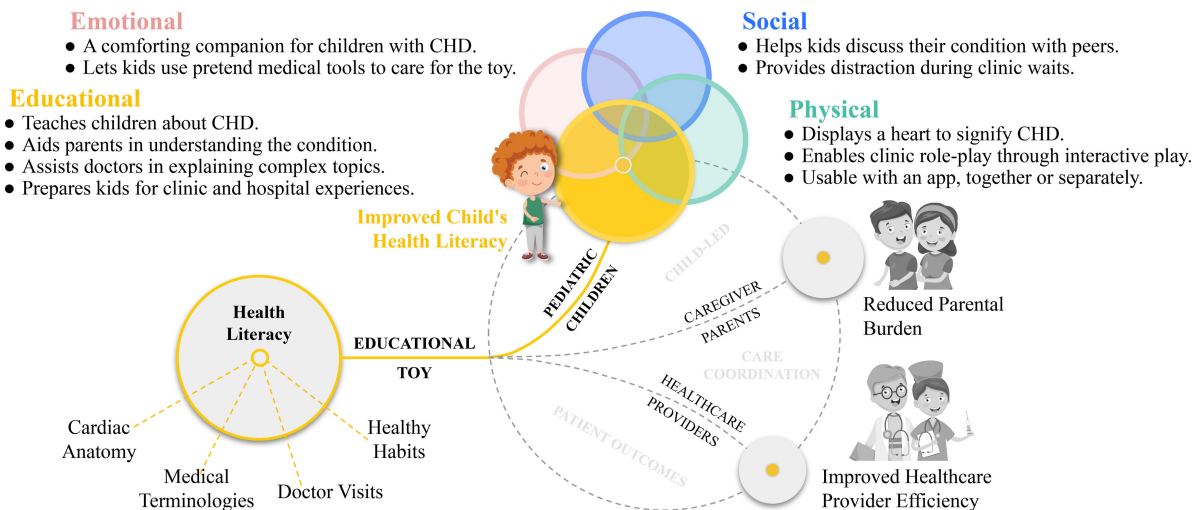 Emotional
● A comforting companion for children with CHD.
● Lets kids use pretend medical tools to care for the toy.
Social
● Helps kids discuss their condition with peers.
● Provides distraction during clinic waits.
Educational
● Teaches children about CHD.
● Aids parents in understanding the condition.
● Assists doctors in explaining complex topics.
● Prepares kids for clinic and hospital experiences.
Physical
● Displays a heart to signify CHD.
● Enables clinic role-play through interactive play.
● Usable with an app, together or separately.
Improved Child's
Health Literacy
CHILD-LED
PEDIATRIC
CHILDREN
CAREGIVER
PARENTS
Reduced Parental
Burden
Health
Literacy
EDUCATIONAL
TOY
CARE
COORDINATION
HEALTHCARE
PROVIDERS
PATIENT OUTCOMES
Cardiac
Anatomy
Medical
Terminologies
Doctor Visits
Healthy
Habits
Improved Healthcare
Provider Efficiency